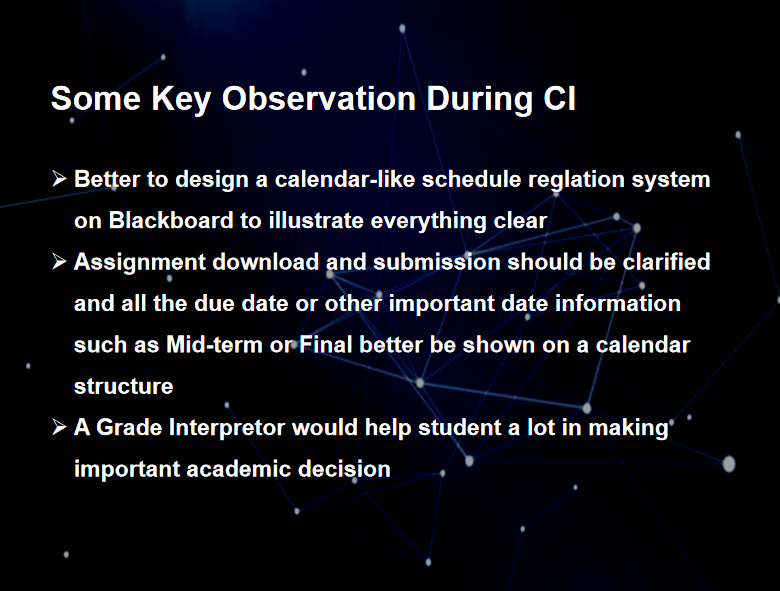 Some Key Observation During CI
➢ Better to design a calendar-like schedule reglation system
on Blackboard to illustrate everything clear
➢ Assignment download and submission should be clarified
and all the due date or other important date information
such as Mid-term or Final better be shown on a calendar
structure
➢ A Grade Interpretor would help student a lot in making
important academic decision